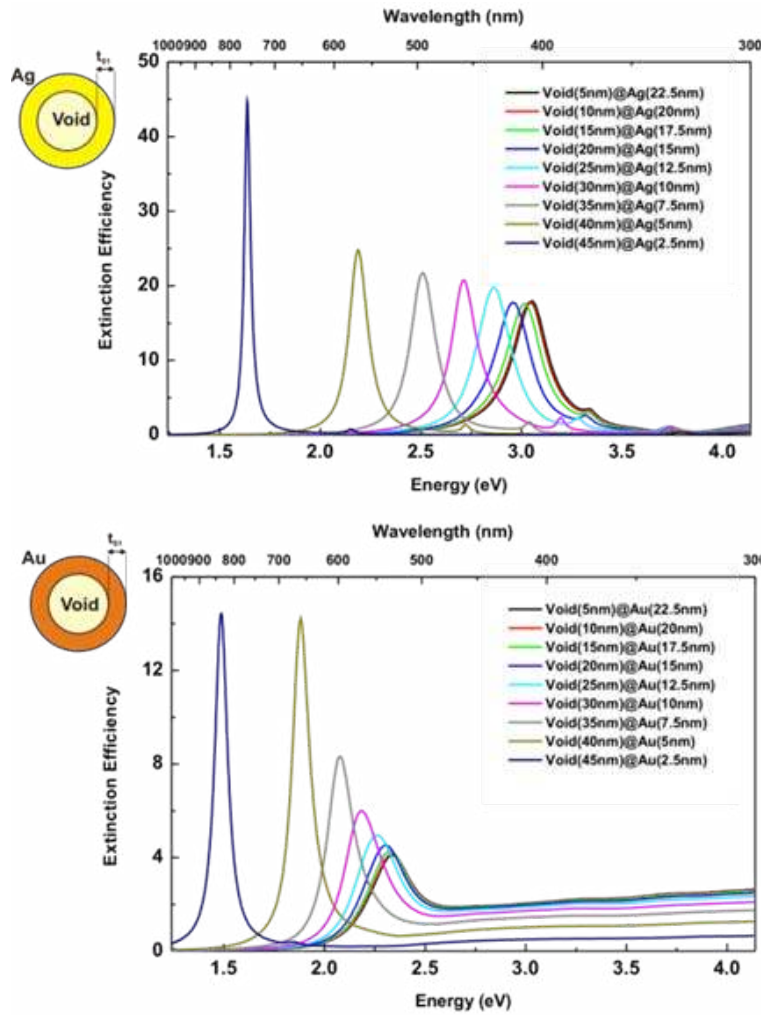 Wavelength (nm)
1000 900 800 700 600 500 400 300
Ag
Void
Extinction Efficiency
50
40
30
20
10
0
Void(5nm)@Ag(22.5nm)
Void(10nm)@Ag(20nm)
Void(15nm)@Ag(17.5nm)
Void(20nm)@Ag(15nm)
Void(25nm)@Ag(12.5nm)
Void(30nm)@Ag(10nm)
Void(35nm)@Ag(7.5nm)
Void(40nm)@Ag(5nm)
Void(45nm)@Ag(2.5nm)
1.5 2.0 2.5 3.0 3.5 4.0
Energy (eV)
Wavelength (nm)
1000 900 800 700 600 500 400 300
Au
Void
Extinction Efficiency
16
12
8
4
0
Void(5nm)@Au(22.5nm)
Void(10nm)@Au(20nm)
Void(15nm)@Au(17.5nm)
Void(20nm)@Au(15nm)
Void(25nm)@Au(12.5nm)
Void(30nm)@Au(10nm)
Void(35nm)@Au(7.5nm)
Void(40nm)@Au(5nm)
Void(45nm)@Au(2.5nm)
1.5 2.0 2.5 3.0 3.5 4.0
Energy (eV)